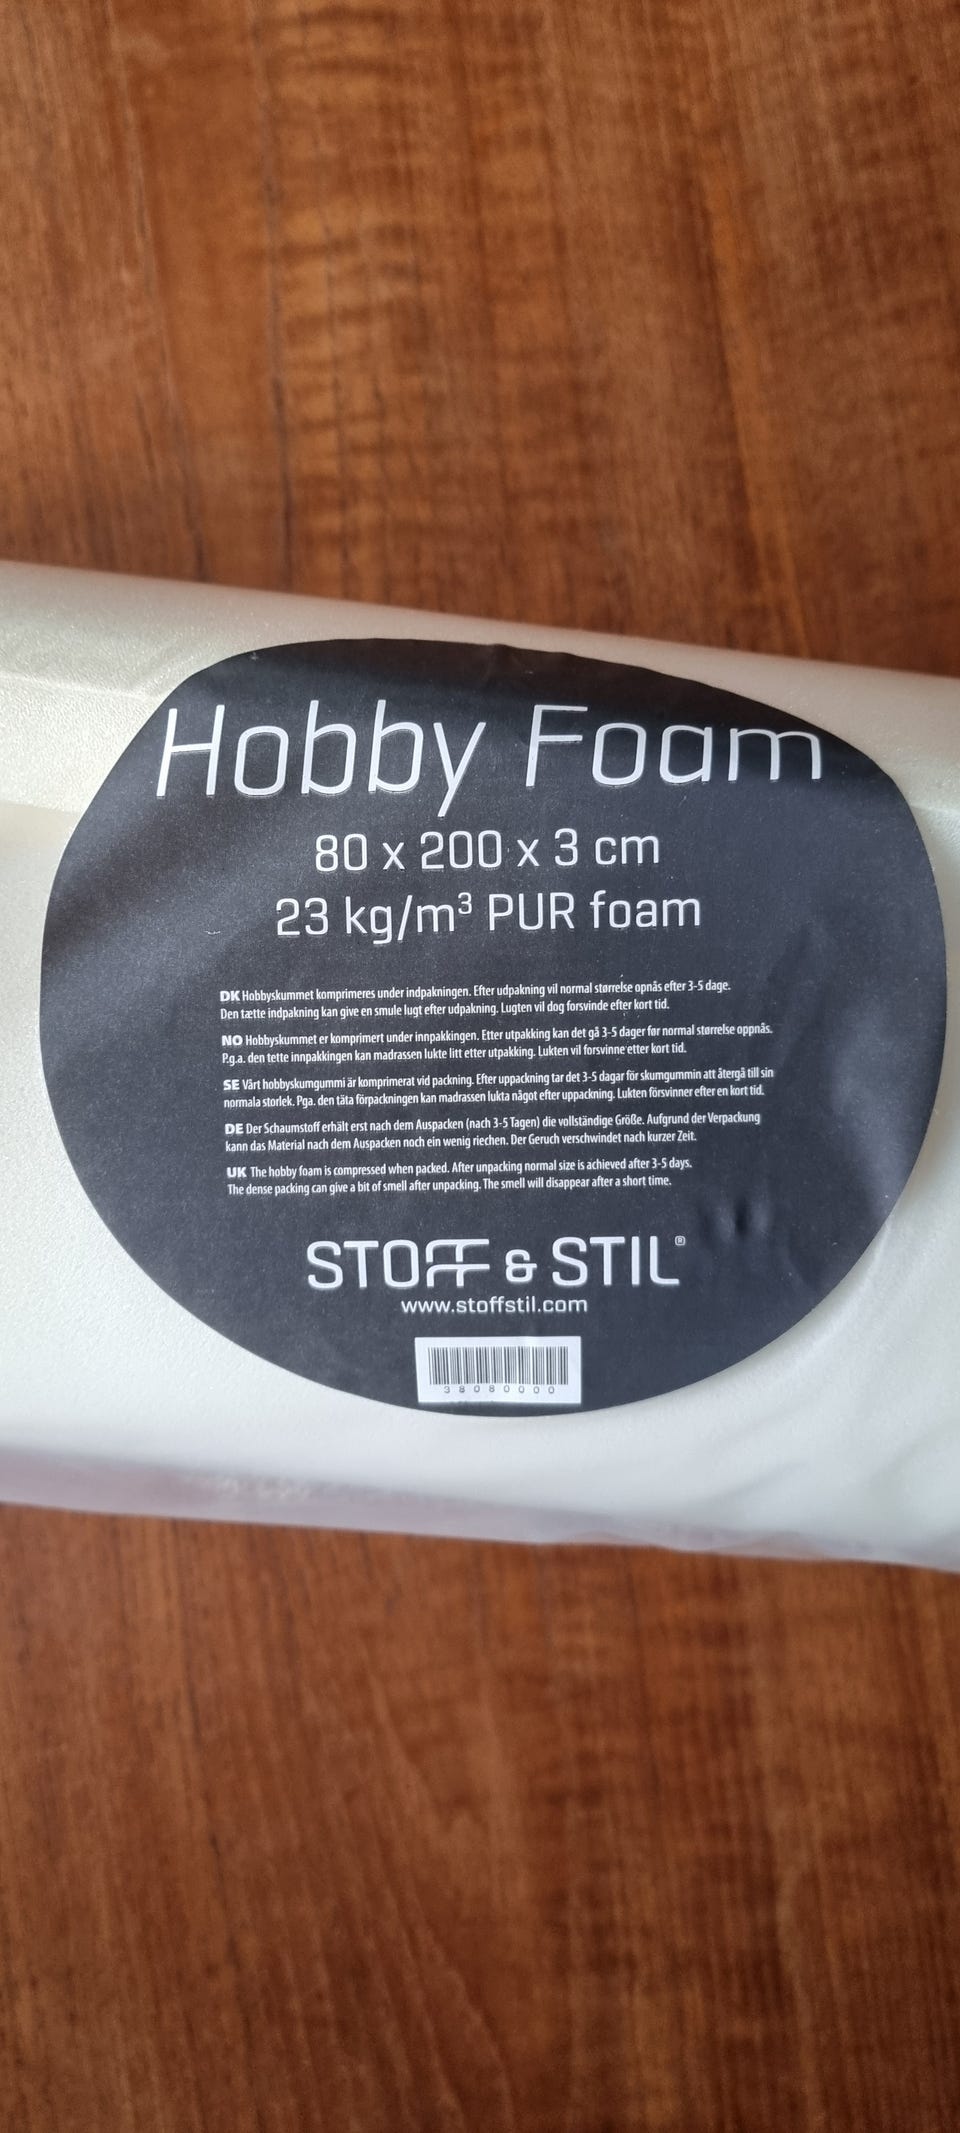 Hobby Foam
80 x 200 x 3 cm
23 kg/m³ PUR foam
DK Hobbyskummet komprimeres under indpakningen. Efter udpakning vil normal størrelse opnås efter 3-5 dage.
Den tætte indpakning kan give en smule lugt efter udpakning. Lugten vil dog forsvinde efter kort tid.
NO Hobbyskummet er komprimert under innpakkingen. Etter utpakking kan det gå 3-5 dager før normal størrelse oppnås.
P.g.a. den tette innpakkingen kan madrassen lukte litt etter utpakking. Lukten vil forsvinne etter kort tid.
SE Vårt hobbyskumgummi är komprimerat vid packning. Efter uppackning tar det 3-5 dagar för skumgummin att återgå till sin
normala storlek. Pga. den täta förpackningen kan madrassen lukta något efter uppackning. Lukten försvinner efter en kort tid.
DE Der Schaumstoff erhält erst nach dem Auspacken (nach 3-5 Tagen) die vollständige Größe. Aufgrund der Verpackung
kann das Material nach dem Auspacken noch ein wenig riechen. Der Geruch verschwindet nach kurzer Zeit.
UK The hobby foam is compressed when packed. After unpacking normal size is achieved after 3-5 days.
The dense packing can give a bit of smell after unpacking. The smell will disappear after a short time.
STOFF & STIL®
www.stoffstil.com
38080000